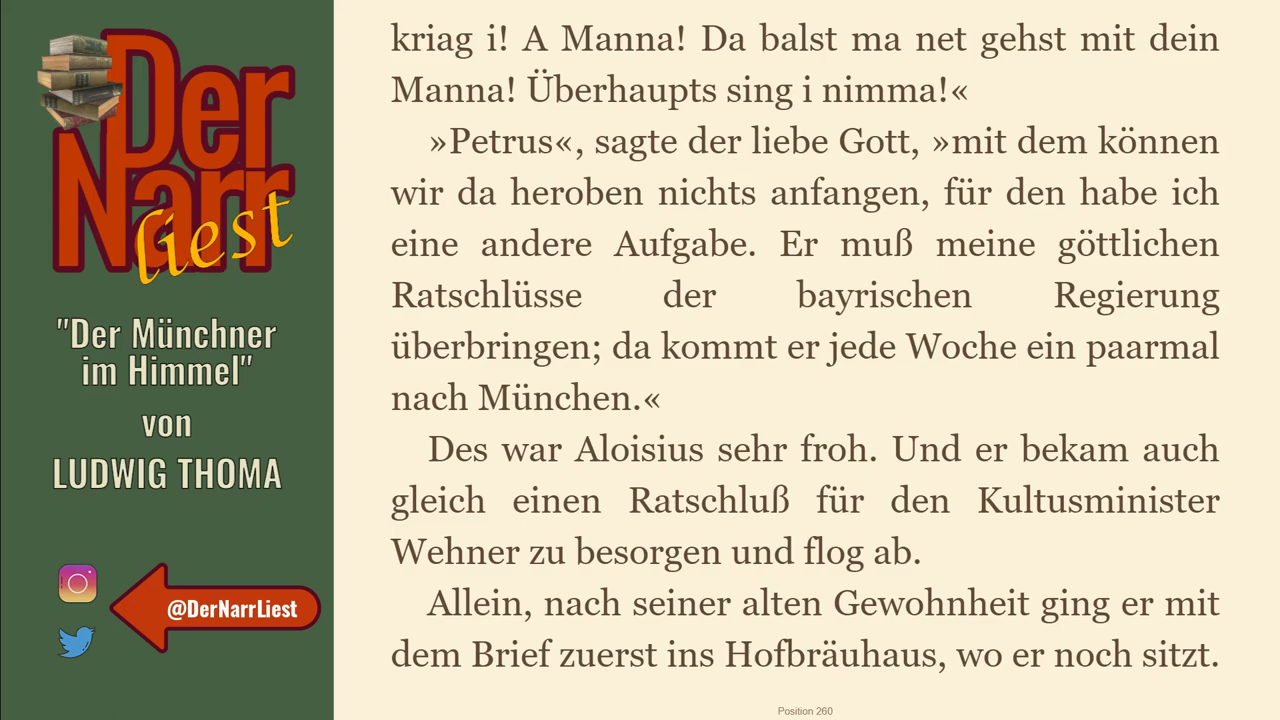 Der
Narr
liest
"Der Münchner
im Himmel"
von
LUDWIG THOMA
@DerNarrLiest
kriag i! A Manna! Da balst ma net gehst mit dein
Manna! Überhaupts sing i nimma!«
»Petrus«, sagte der liebe Gott, »mit dem können
wir da heroben nichts anfangen, für den habe ich
eine andere Aufgabe. Er muß meine göttlichen
Ratschlüsse der bayrischen Regierung
überbringen; da kommt er jede Woche ein paarmal
nach München.«
Des war Aloisius sehr froh. Und er bekam auch
gleich einen Ratschluß für den Kultusminister
Wehner zu besorgen und flog ab.
Allein, nach seiner alten Gewohnheit ging er mit
dem Brief zuerst ins Hofbräuhaus, wo er noch sitzt.
Position 260